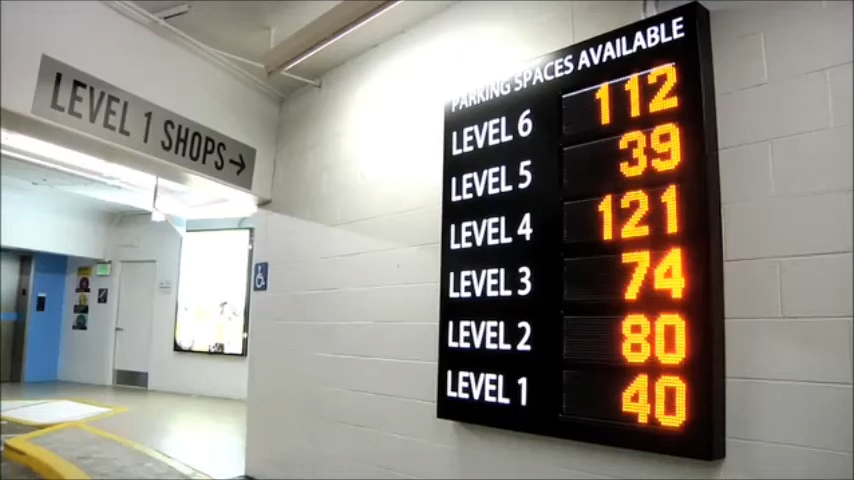 LEVEL 1 SHOPS →
PARKING SPACES AVAILABLE
LEVEL 6 112
LEVEL 5 39
LEVEL 4 121
LEVEL 3 74
LEVEL 2 80
LEVEL 1 40